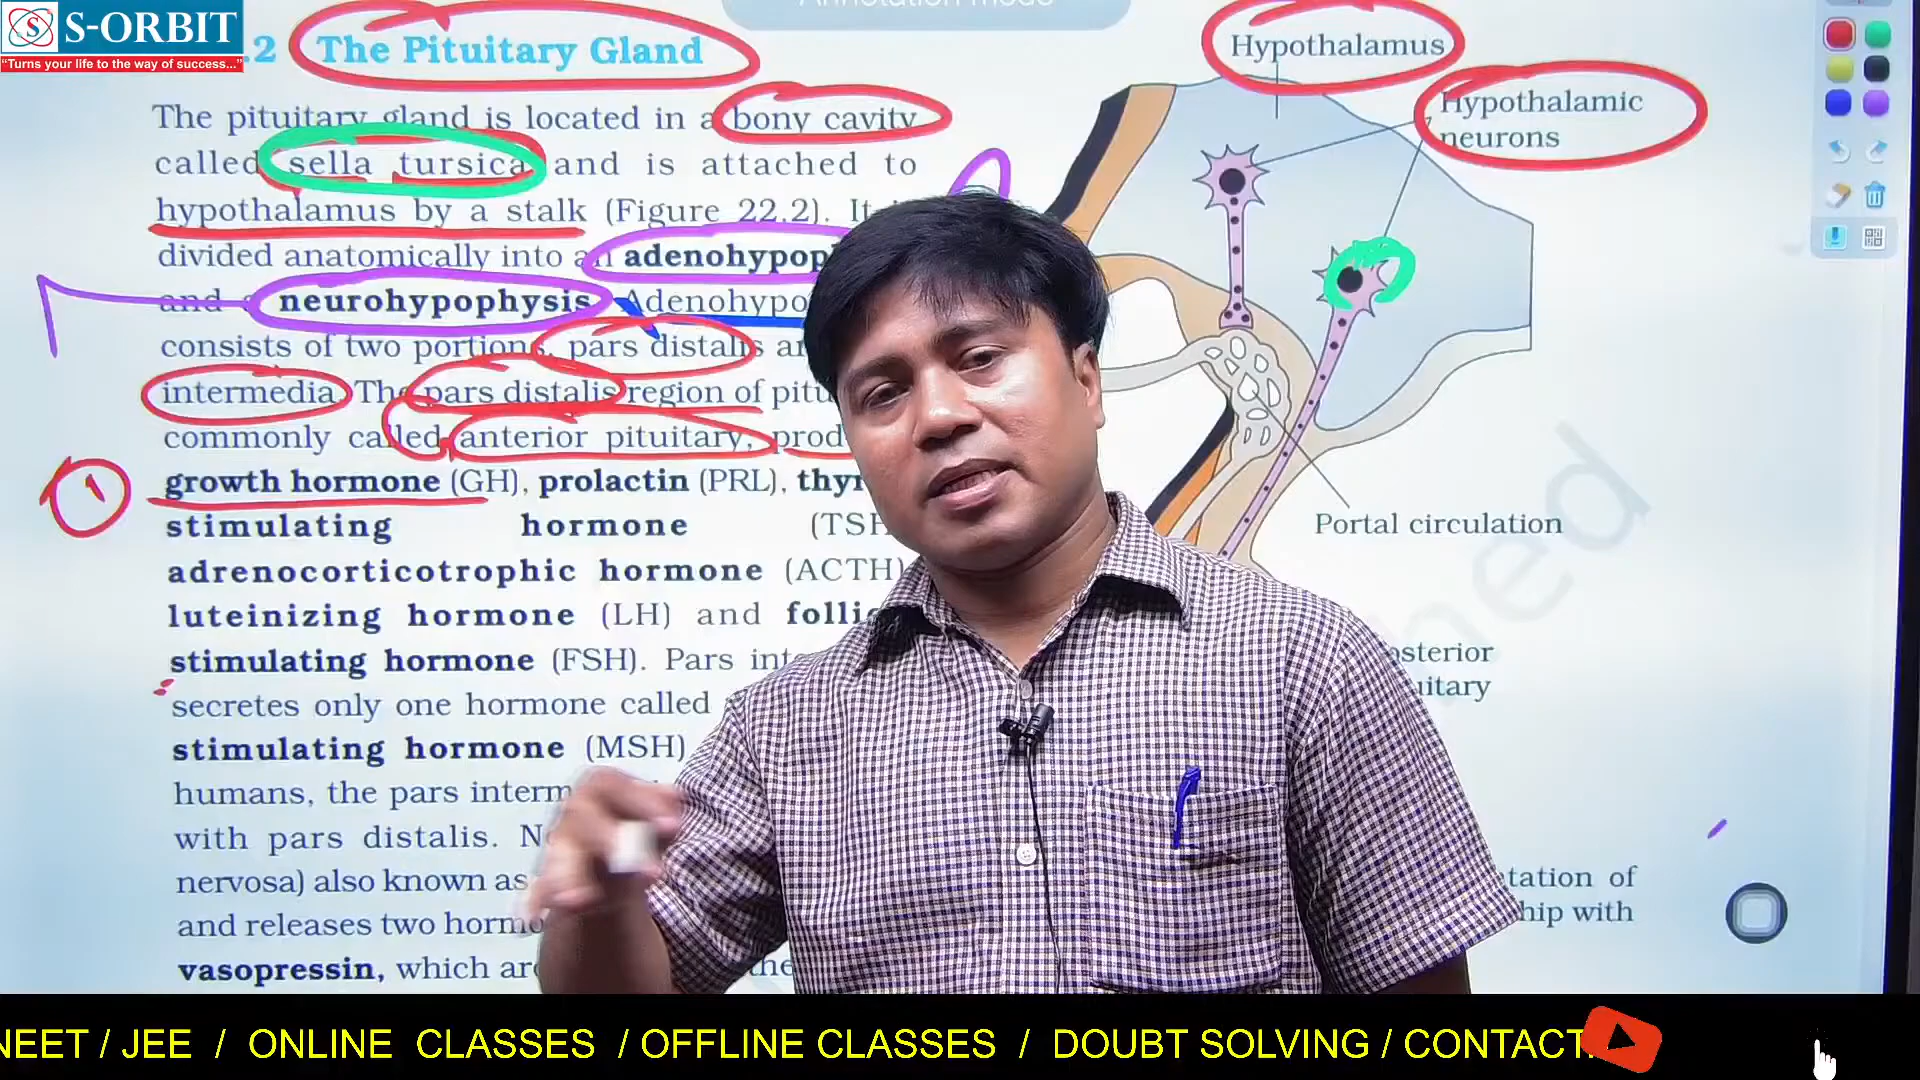 S-ORBIT
"Turns your life to the way of success..."
.2 The Pituitary Gland
The pituitary gland is located in a bony cavity
called sella tursica and is attached to
hypothalamus by a stalk (Figure 22.2). It
divided anatomically into an adenohypop
and neurohypophysis Adenohypo
consists of two portions, pars distalis
intermedia. The pars distalis region of pitu
commonly called anterior pituitary, prod
growth hormone (GH), prolactin (PRL), thyr
stimulating hormone (TSH
adrenocorticotrophic hormone (ACTH)
luteinizing hormone (LH) and follic
stimulating hormone (FSH). Pars int
secretes only one hormone called
stimulating hormone (MSH)
humans, the pars interm
with pars distalis. N
nervosa) also known as
and releases two hormo
vasopressin, which are the
1
Hypothalamus
Hypothalamic
neurons
Portal circulation
osterior
uitary
ntation of
hip with
NEET / JEE / ONLINE CLASSES / OFFLINE CLASSES / DOUBT SOLVING / CONTACT